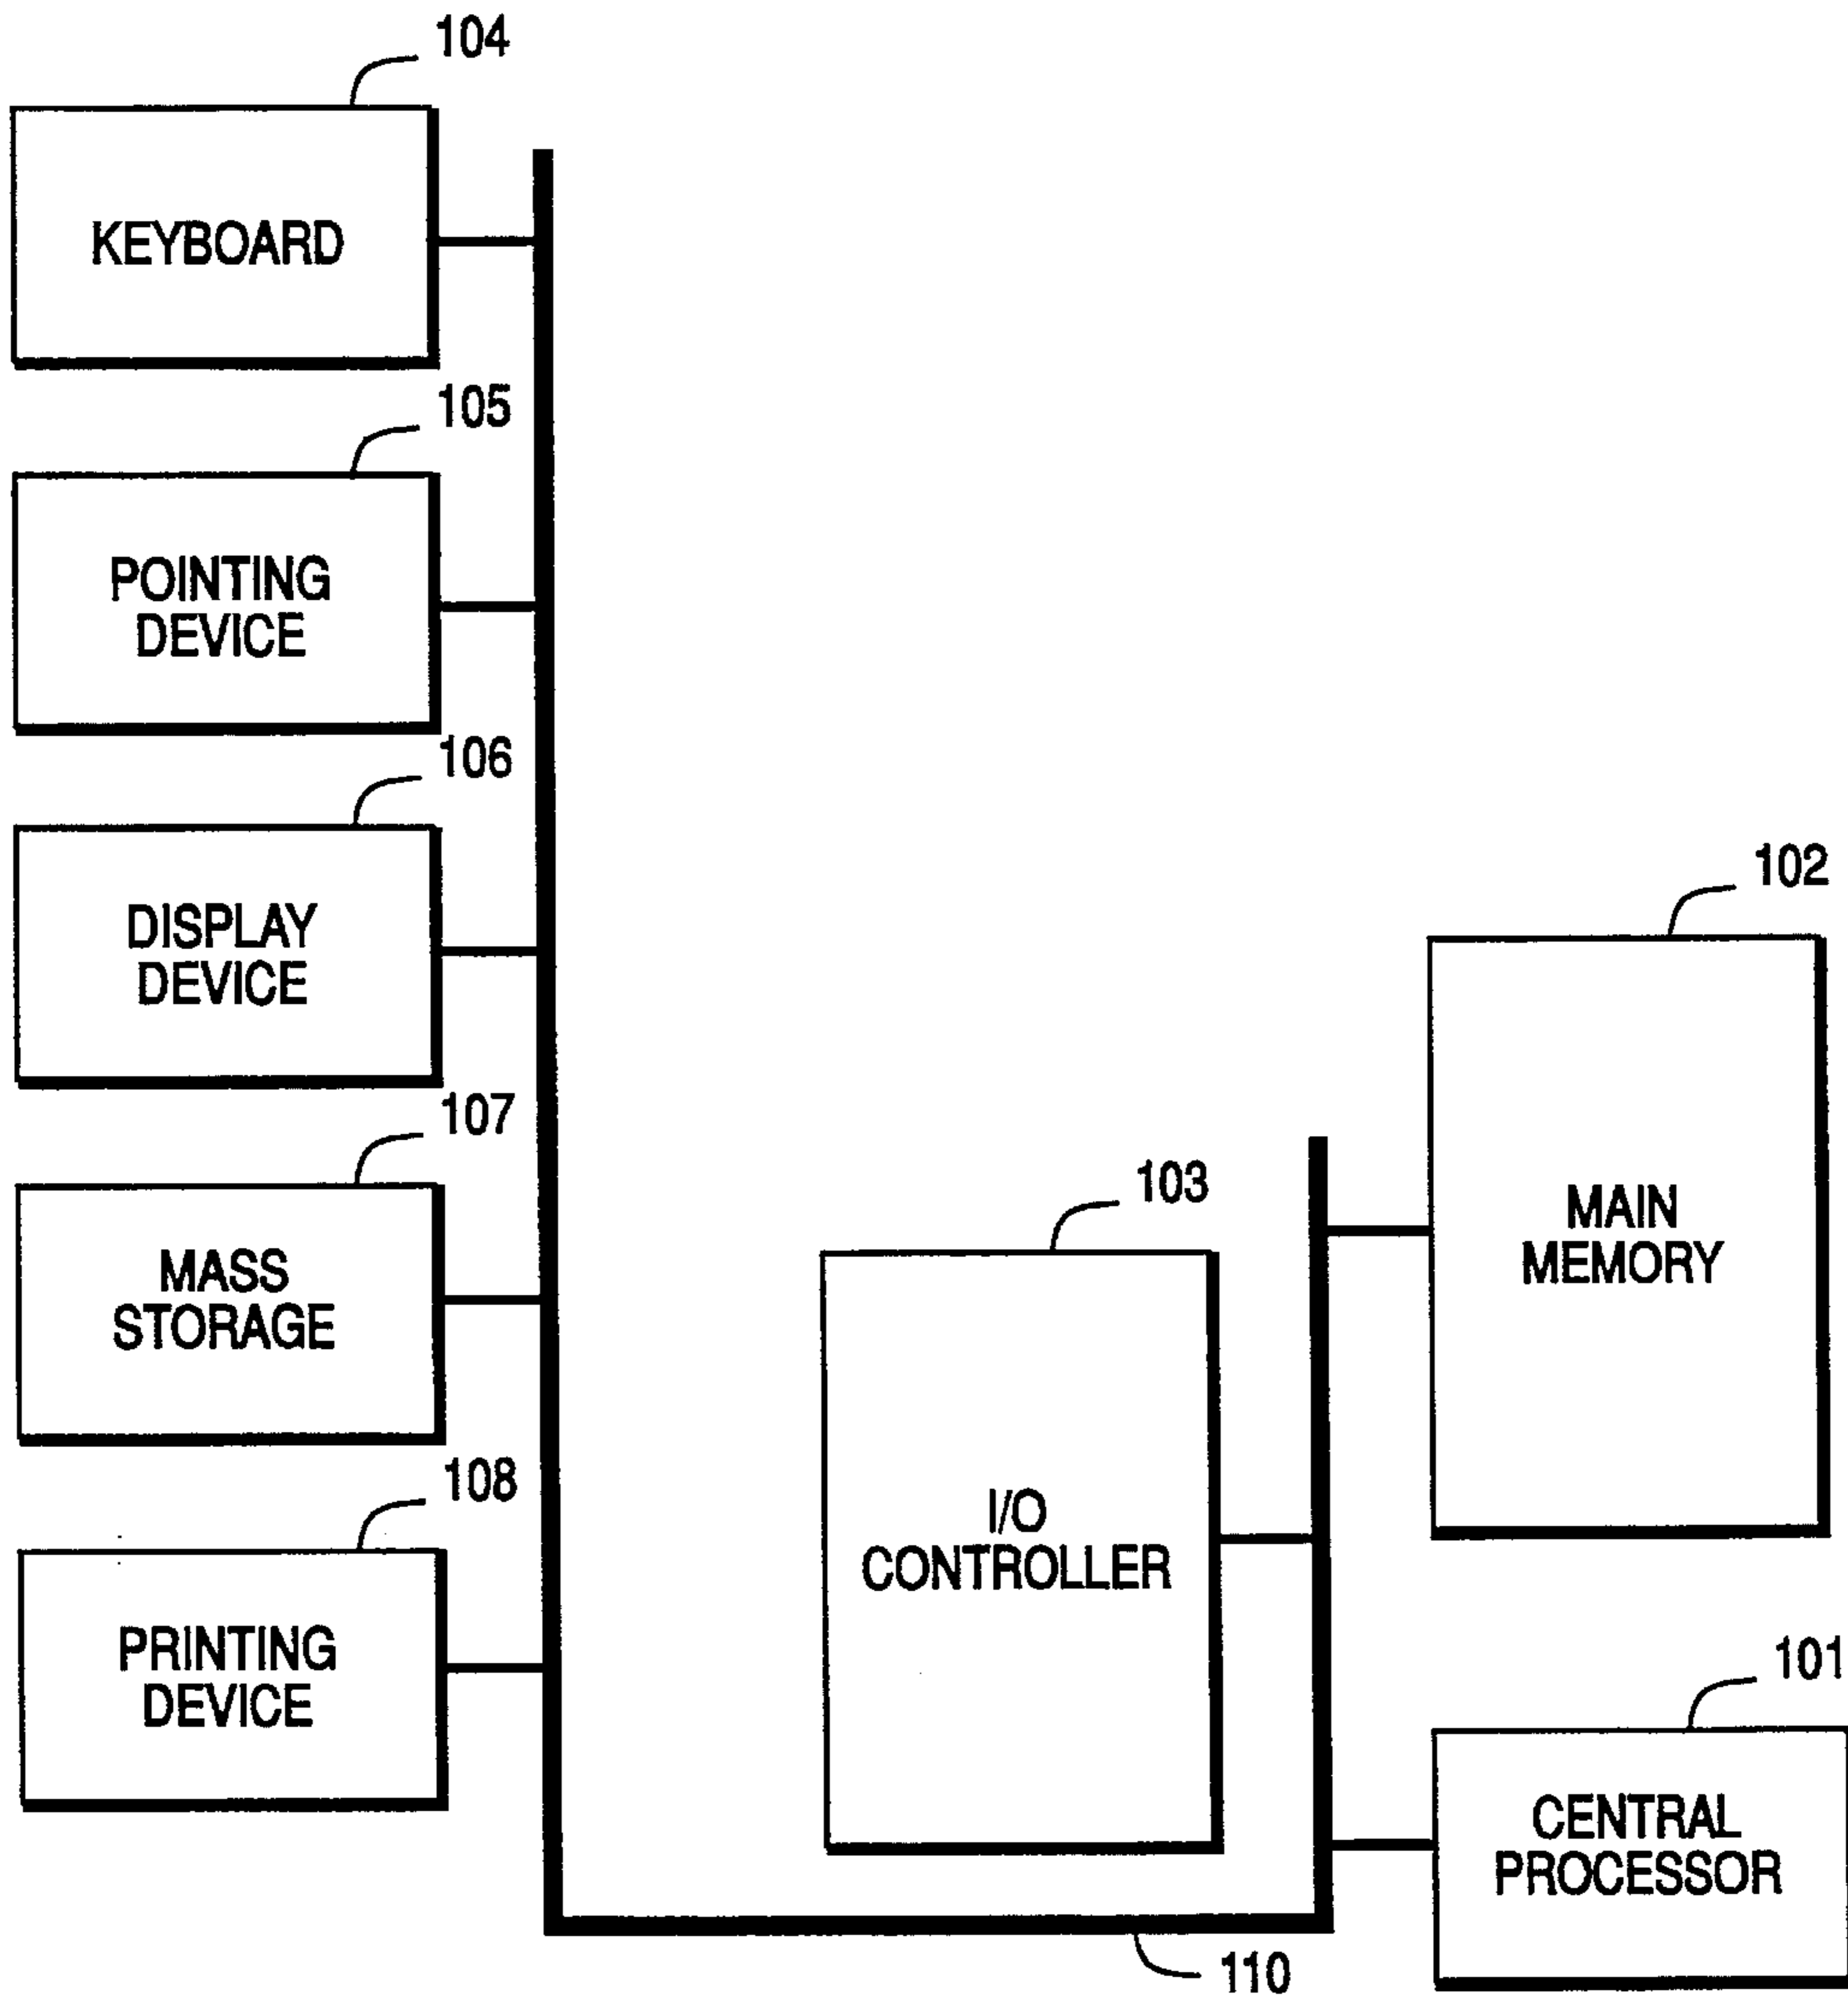 104
KEYBOARD
105
POINTING
DEVICE
106
DISPLAY
DEVICE
107
MASS
STORAGE
108
PRINTING
DEVICE
103
I/O
CONTROLLER
102
MAIN
MEMORY
101
CENTRAL
PROCESSOR
110